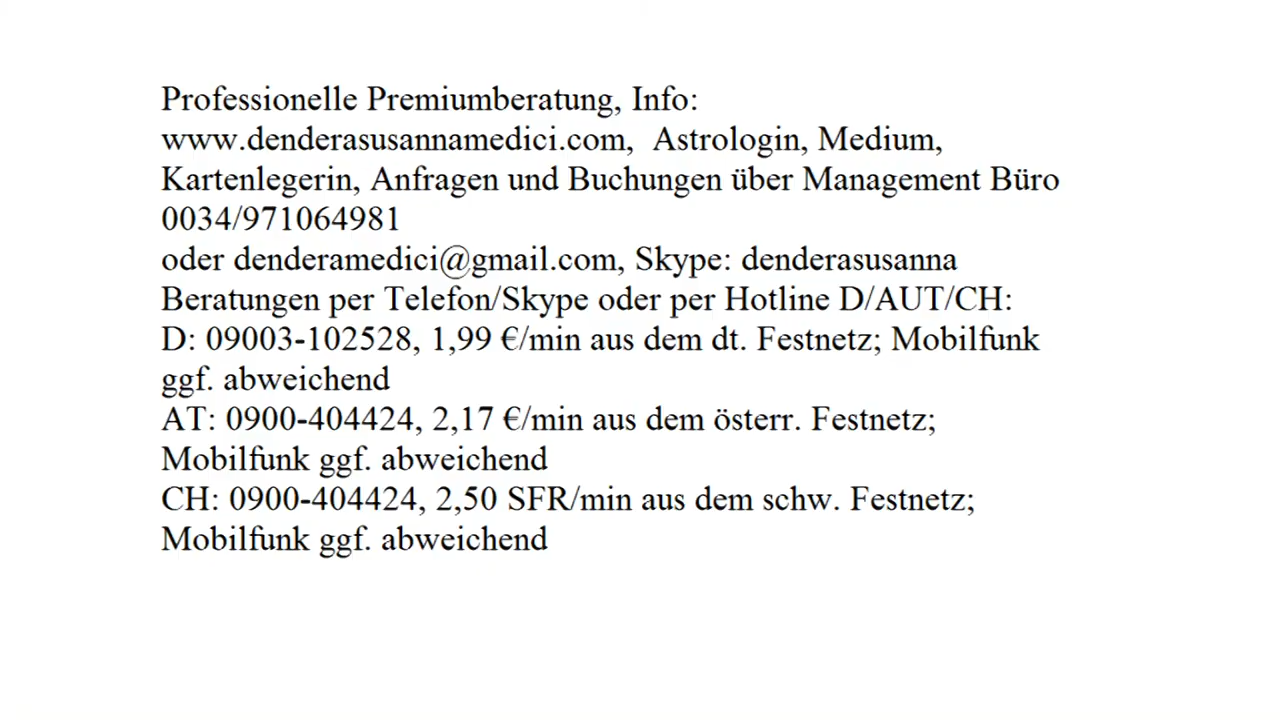 Professionelle Premiumberatung, Info:
www.denderasusannamedici.com,  Astrologin, Medium,
Kartenlegerin, Anfragen und Buchungen über Management Büro
0034/971064981
oder denderamedici@gmail.com, Skype: denderasusanna
Beratungen per Telefon/Skype oder per Hotline D/AUT/CH:
D: 09003-102528, 1,99 €/min aus dem dt. Festnetz; Mobilfunk
ggf. abweichend
AT: 0900-404424, 2,17 €/min aus dem österr. Festnetz;
Mobilfunk ggf. abweichend
CH: 0900-404424, 2,50 SFR/min aus dem schw. Festnetz;
Mobilfunk ggf. abweichend